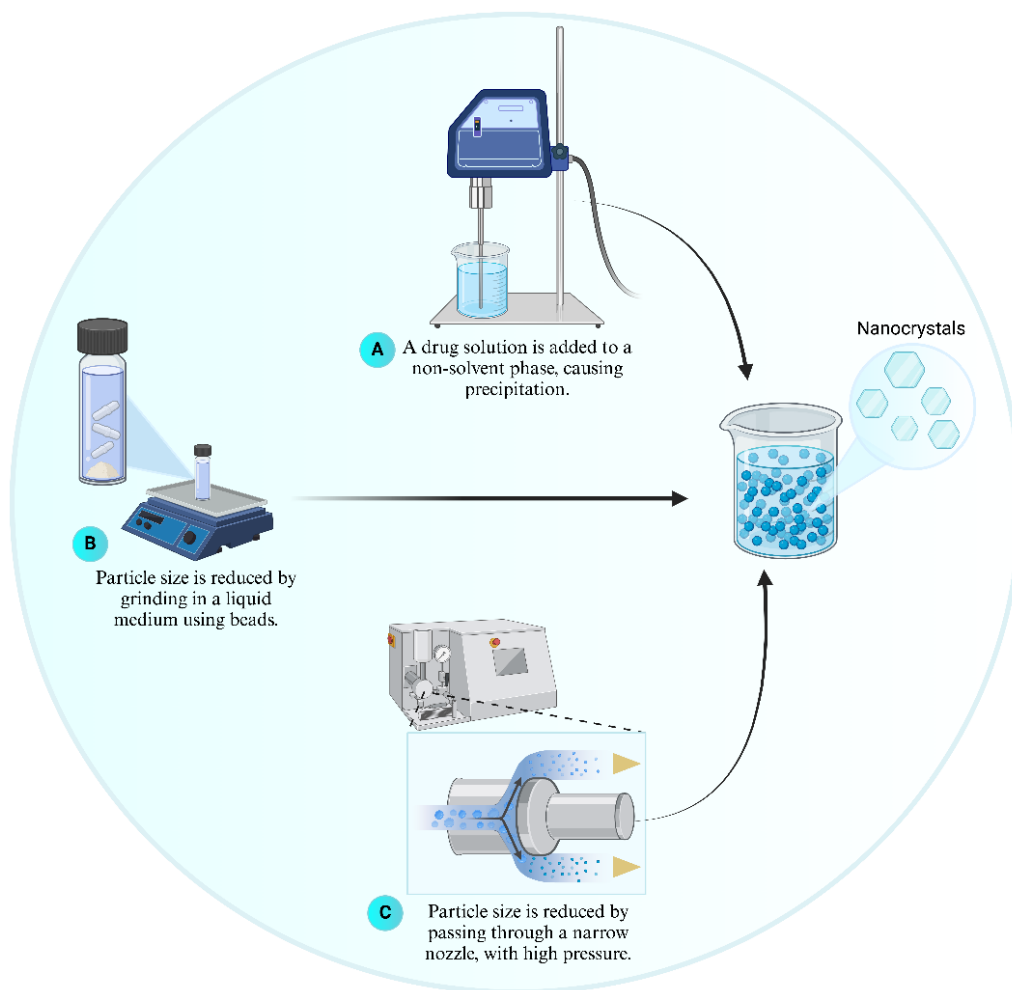 A
A drug solution is added to a
non-solvent phase, causing
precipitation.
Nanocrystals
B
Particle size is reduced by
grinding in a liquid
medium using beads.
C
Particle size is reduced by
passing through a narrow
nozzle, with high pressure.